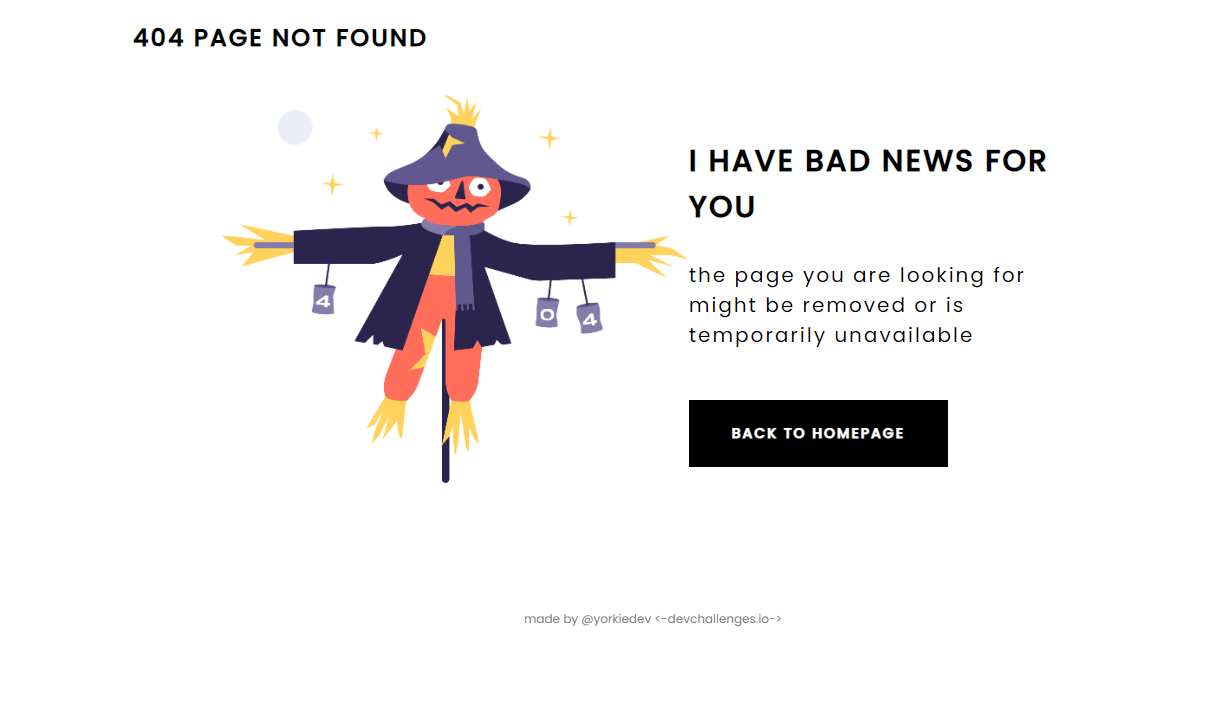 404 PAGE NOT FOUND
I HAVE BAD NEWS FOR
YOU
4
0
4
the page you are looking for
might be removed or is
temporarily unavailable
BACK TO HOMEPAGE
made by @yorkiedev <-devchallenges.io->